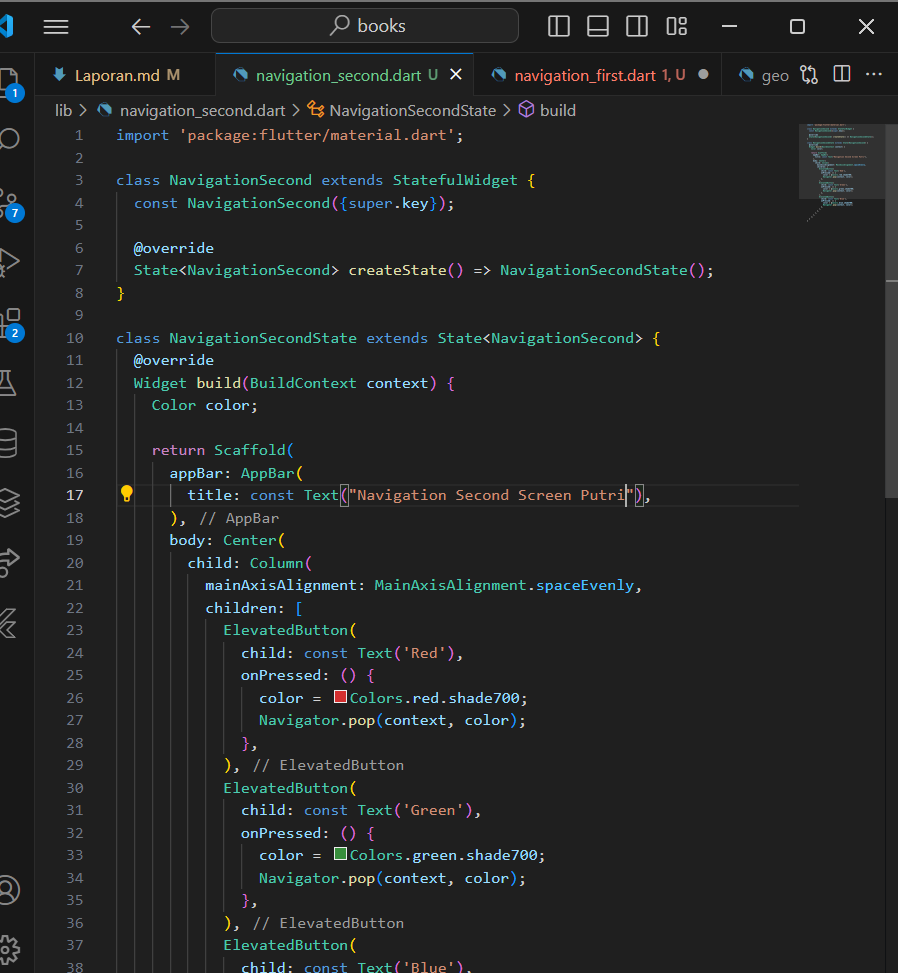 books
Laporan.md M
navigation_second.dart U
navigation_first.dart 1, U
geo
lib > navigation_second.dart > NavigationSecondState > build
1 import 'package:flutter/material.dart';
2
3 class NavigationSecond extends StatefulWidget {
4 const NavigationSecond({super.key});
5
6 @override
7 State<NavigationSecond> createState() => NavigationSecondState();
8 }
9
10 class NavigationSecondState extends State<NavigationSecond> {
11 @override
12 Widget build(BuildContext context) {
13 Color color;
14
15 return Scaffold(
16 appBar: AppBar(
17 title: const Text("Navigation Second Screen Putri"),
18 ), // AppBar
19 body: Center(
20 child: Column(
21 mainAxisAlignment: MainAxisAlignment.spaceEvenly,
22 children: [
23 ElevatedButton(
24 child: const Text('Red'),
25 onPressed: () {
26 color = Colors.red.shade700;
27 Navigator.pop(context, color);
28 },
29 ), // ElevatedButton
30 ElevatedButton(
31 child: const Text('Green'),
32 onPressed: () {
33 color = Colors.green.shade700;
34 Navigator.pop(context, color);
35 },
36 ), // ElevatedButton
37 ElevatedButton(
38 child: const Text('Blue'),
1
7
2